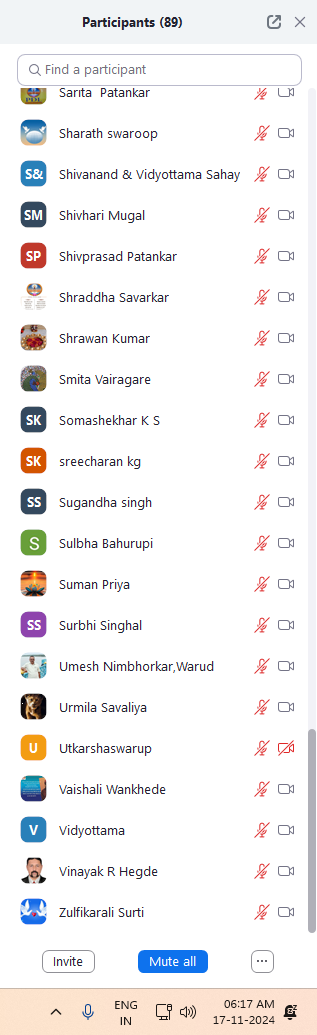 Participants (89)
Find a participant
Sarita Patankar
Sharath swaroop
S& Shivanand & Vidyottama Sahay
SM Shivhari Mugal
SP Shivprasad Patankar
Shraddha Savarkar
Shrawan Kumar
Smita Vairagare
SK Somashekhar K S
SK sreecharan kg
SS Sugandha singh
S Sulbha Bahurupi
Suman Priya
SS Surbhi Singhal
Umesh Nimbhorkar,Warud
Urmila Savaliya
U Utkarshaswarup
Vaishali Wankhede
V Vidyottama
Vinayak R Hegde
Zulfikarali Surti
Invite Mute all ...
ENG 06:17 AM
IN 17-11-2024